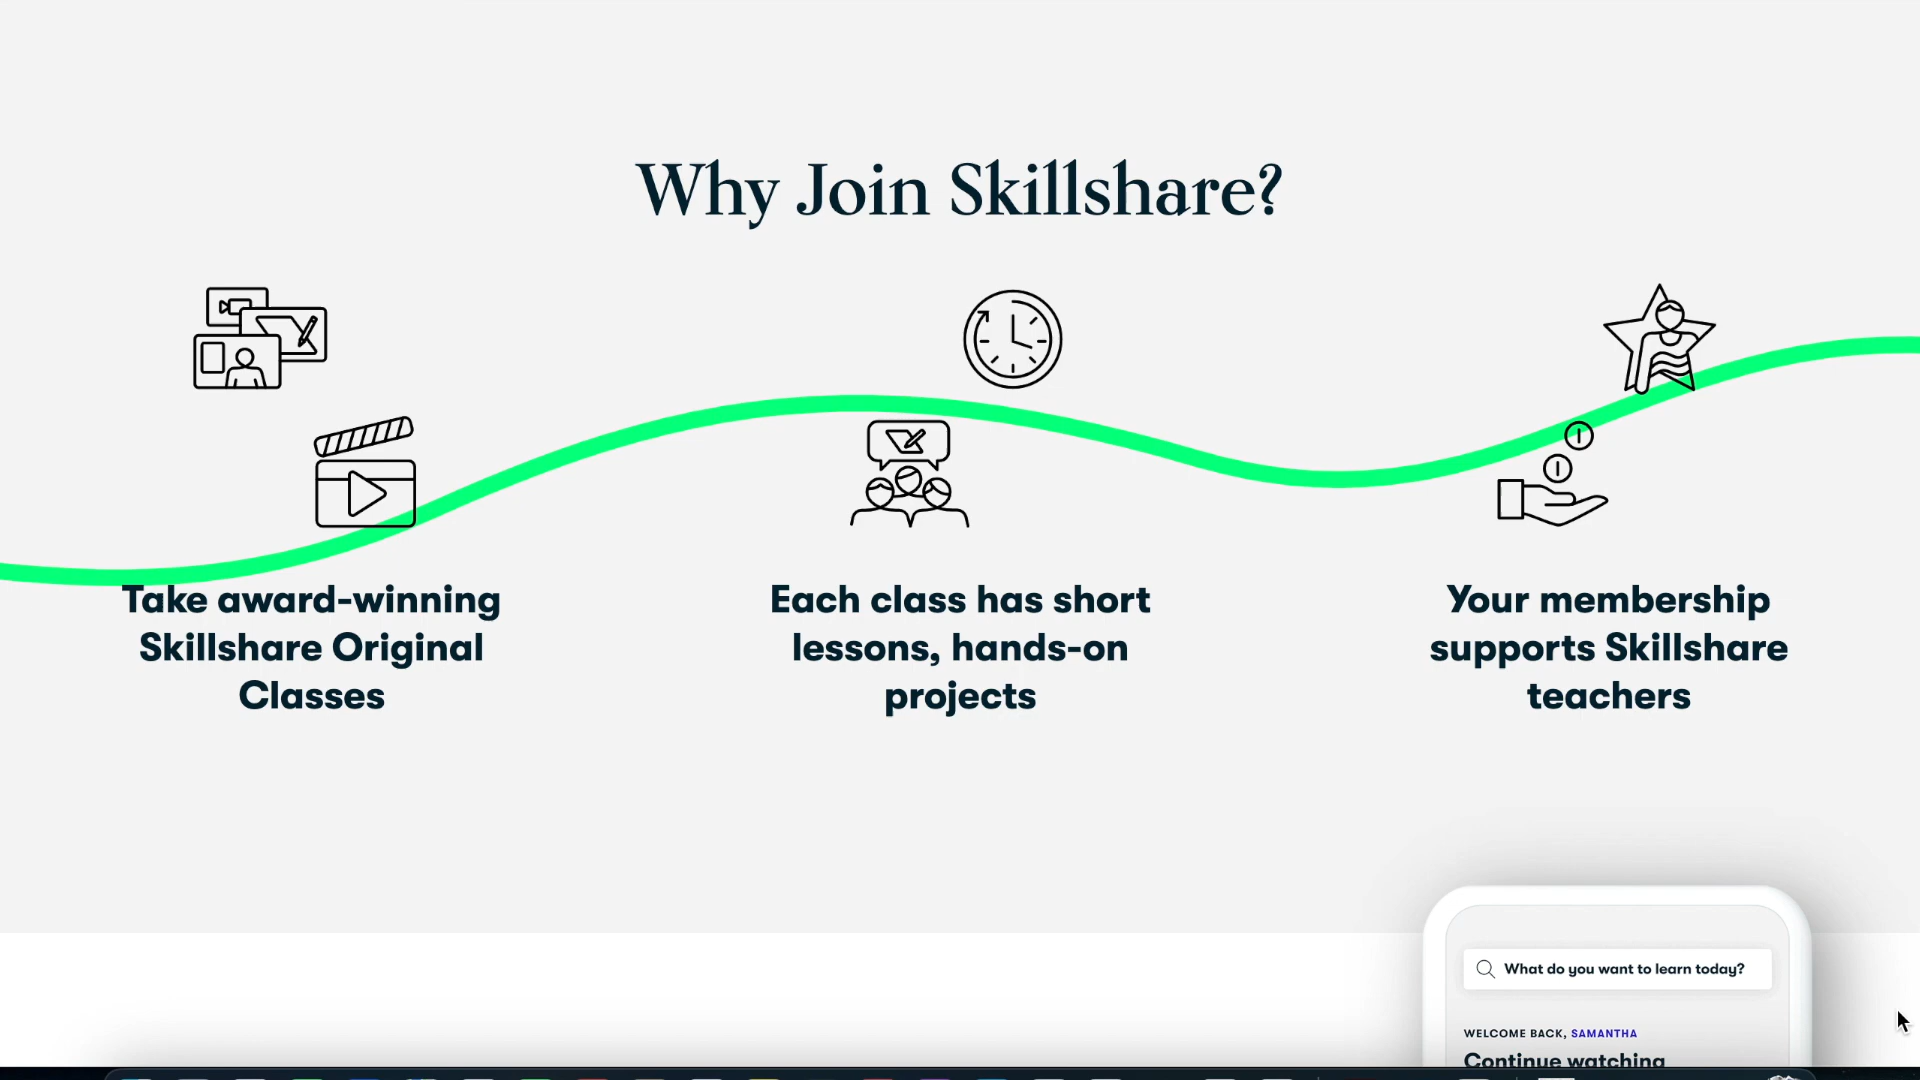 Why Join Skillshare?
Take award-winning
Skillshare Original
Classes
Each class has short
lessons, hands-on
projects
Your membership
supports Skillshare
teachers
What do you want to learn today?
WELCOME BACK, SAMANTHA
Continue watching